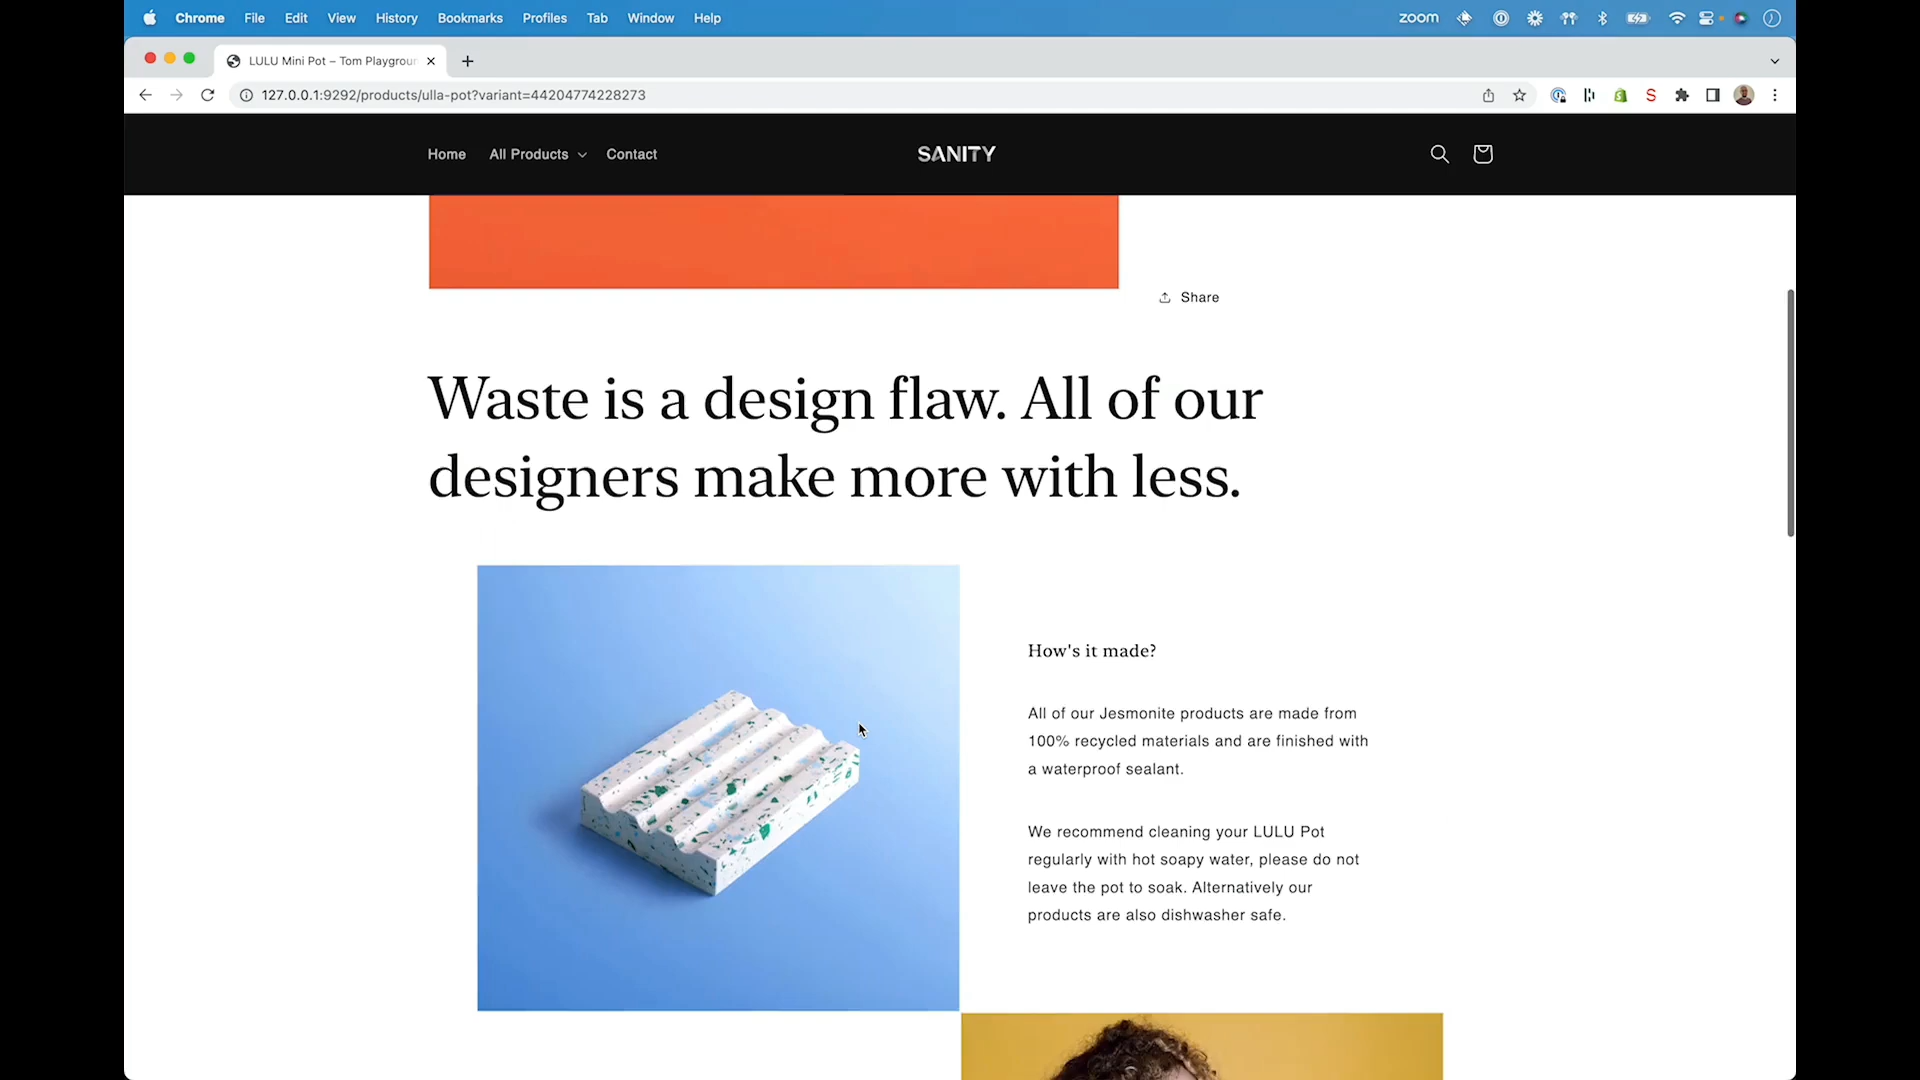 Chrome File Edit View History Bookmarks Profiles Tab Window Help zoom
LULU Mini Pot – Tom Playgroun
127.0.0.1:9292/products/ulla-pot?variant=44204774228273
Home All Products Contact SANITY
Share
Waste is a design flaw. All of our
designers make more with less.
How's it made?
All of our Jesmonite products are made from
100% recycled materials and are finished with
a waterproof sealant.
We recommend cleaning your LULU Pot
regularly with hot soapy water, please do not
leave the pot to soak. Alternatively our
products are also dishwasher safe.